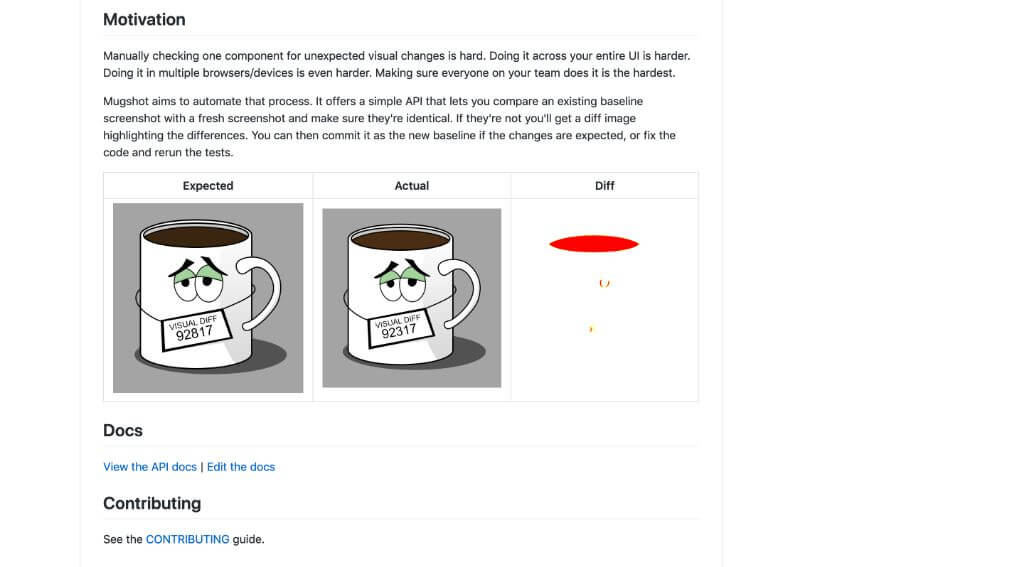 Motivation
Manually checking one component for unexpected visual changes is hard. Doing it across your entire UI is harder.
Doing it in multiple browsers/devices is even harder. Making sure everyone on your team does it is the hardest.
Mugshot aims to automate that process. It offers a simple API that lets you compare an existing baseline
screenshot with a fresh screenshot and make sure they're identical. If they're not you'll get a diff image
highlighting the differences. You can then commit it as the new baseline if the changes are expected, or fix the
code and rerun the tests.
Expected Actual Diff
VISUAL DIFF
92817
VISUAL DIFF
92317
Docs
View the API docs | Edit the docs
Contributing
See the CONTRIBUTING guide.